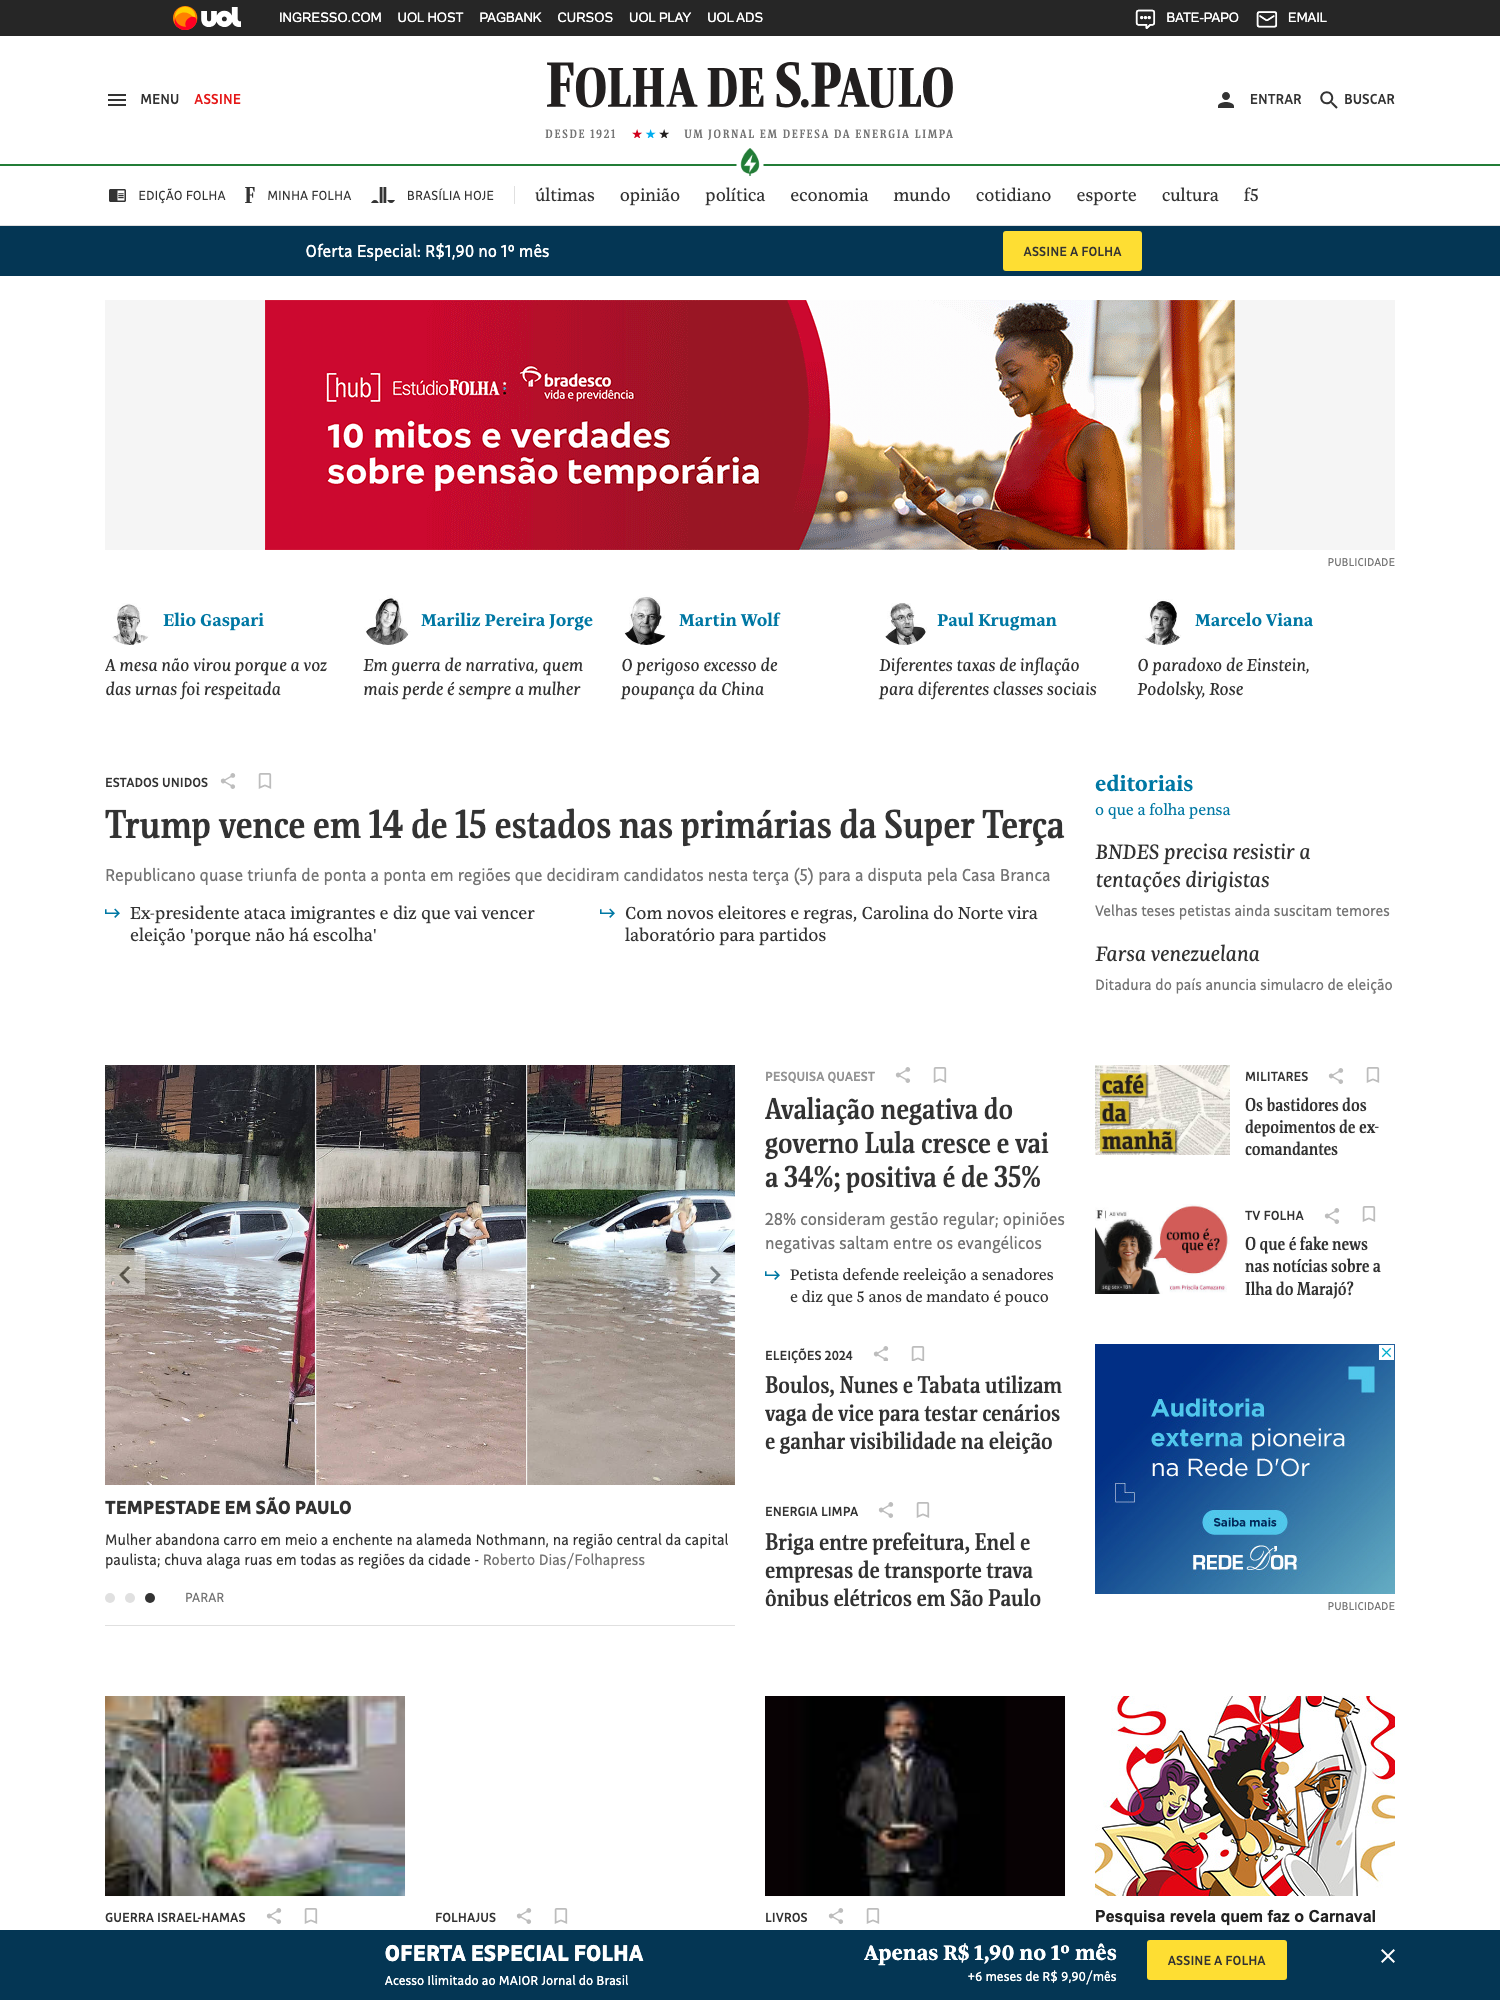 uol INGRESSO.COM UOL HOST PAGBANK CURSOS UOL PLAY UOL ADS BATE-PAPO EMAIL
MENU ASSINE
FOLHA DE S.PAULO
ENTRAR BUSCAR
DESDE 1921 ★★★ UM JORNAL EM DEFESA DA ENERGIA LIMPA
EDIÇÃO FOLHA F MINHA FOLHA BRASÍLIA HOJE últimas opinião política economia mundo cotidiano esporte cultura f5
Oferta Especial: R$1,90 no 1º mês ASSINE A FOLHA
[hub] EstúdioFOLHA: bradesco
vida e previdência
10 mitos e verdades
sobre pensão temporária
PUBLICIDADE
Elio Gaspari
A mesa não virou porque a voz
das urnas foi respeitada
Mariliz Pereira Jorge
Em guerra de narrativa, quem
mais perde é sempre a mulher
Martin Wolf
O perigoso excesso de
poupança da China
Paul Krugman
Diferentes taxas de inflação
para diferentes classes sociais
Marcelo Viana
O paradoxo de Einstein,
Podolsky, Rose
ESTADOS UNIDOS
Trump vence em 14 de 15 estados nas primárias da Super Terça
Republicano quase triunfa de ponta a ponta em regiões que decidiram candidatos nesta terça (5) para a disputa pela Casa Branca
Ex-presidente ataca imigrantes e diz que vai vencer
eleição 'porque não há escolha'
Com novos eleitores e regras, Carolina do Norte vira
laboratório para partidos
editoriais
o que a folha pensa
BNDES precisa resistir a
tentações dirigistas
Velhas teses petistas ainda suscitam temores
Farsa venezuelana
Ditadura do país anuncia simulacro de eleição
TEMPESTADE EM SÃO PAULO
Mulher abandona carro em meio a enchente na alameda Nothmann, na região central da capital
paulista; chuva alaga ruas em todas as regiões da cidade - Roberto Dias/Folhapress
PARAR
PESQUISA QUAEST
Avaliação negativa do
governo Lula cresce e vai
a 34%; positiva é de 35%
28% consideram gestão regular; opiniões
negativas saltam entre os evangélicos
Petista defende reeleição a senadores
e diz que 5 anos de mandato é pouco
ELEIÇÕES 2024
Boulos, Nunes e Tabata utilizam
vaga de vice para testar cenários
e ganhar visibilidade na eleição
ENERGIA LIMPA
Briga entre prefeitura, Enel e
empresas de transporte trava
ônibus elétricos em São Paulo
café
da
manhã
MILITARES
Os bastidores dos
depoimentos de ex-
comandantes
F AO VIVO
como é,
que é?
seg a sex - 18h
com Priscila Camazano
TV FOLHA
O que é fake news
nas notícias sobre a
Ilha do Marajó?
Auditoria
externa pioneira
na Rede D'Or
Saiba mais
REDE D'OR
PUBLICIDADE
GUERRA ISRAEL-HAMAS
FOLHAJUS
LIVROS
Pesquisa revela quem faz o Carnaval
OFERTA ESPECIAL FOLHA
Acesso Ilimitado ao MAIOR Jornal do Brasil
Apenas R$ 1,90 no 1º mês
+6 meses de R$ 9,90/mês
ASSINE A FOLHA